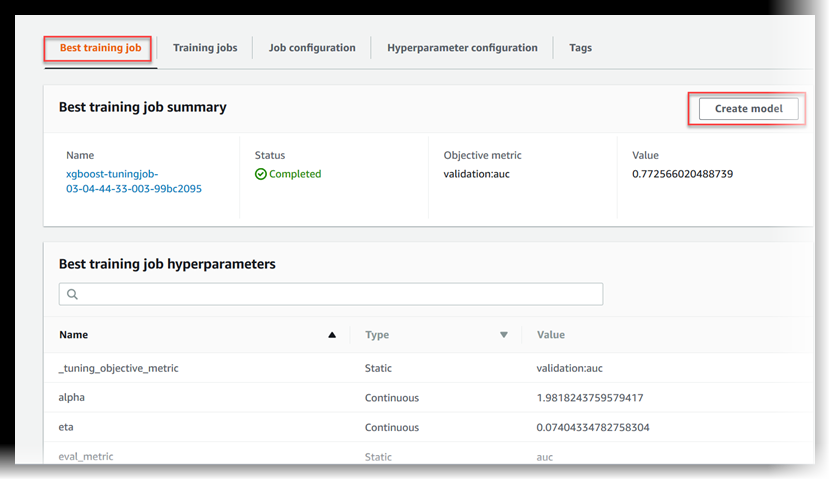 Best training job Training jobs Job configuration Hyperparameter configuration Tags
Best training job summary Create model
Name Status Objective metric Value
xgboost-tuningjob- Completed validation:auc 0.772566020488739
03-04-44-33-003-99bc2095
Best training job hyperparameters
Name Type Value
_tuning_objective_metric Static validation:auc
alpha Continuous 1.9818243759579417
eta Continuous 0.07404334782758304
eval_metric Static auc